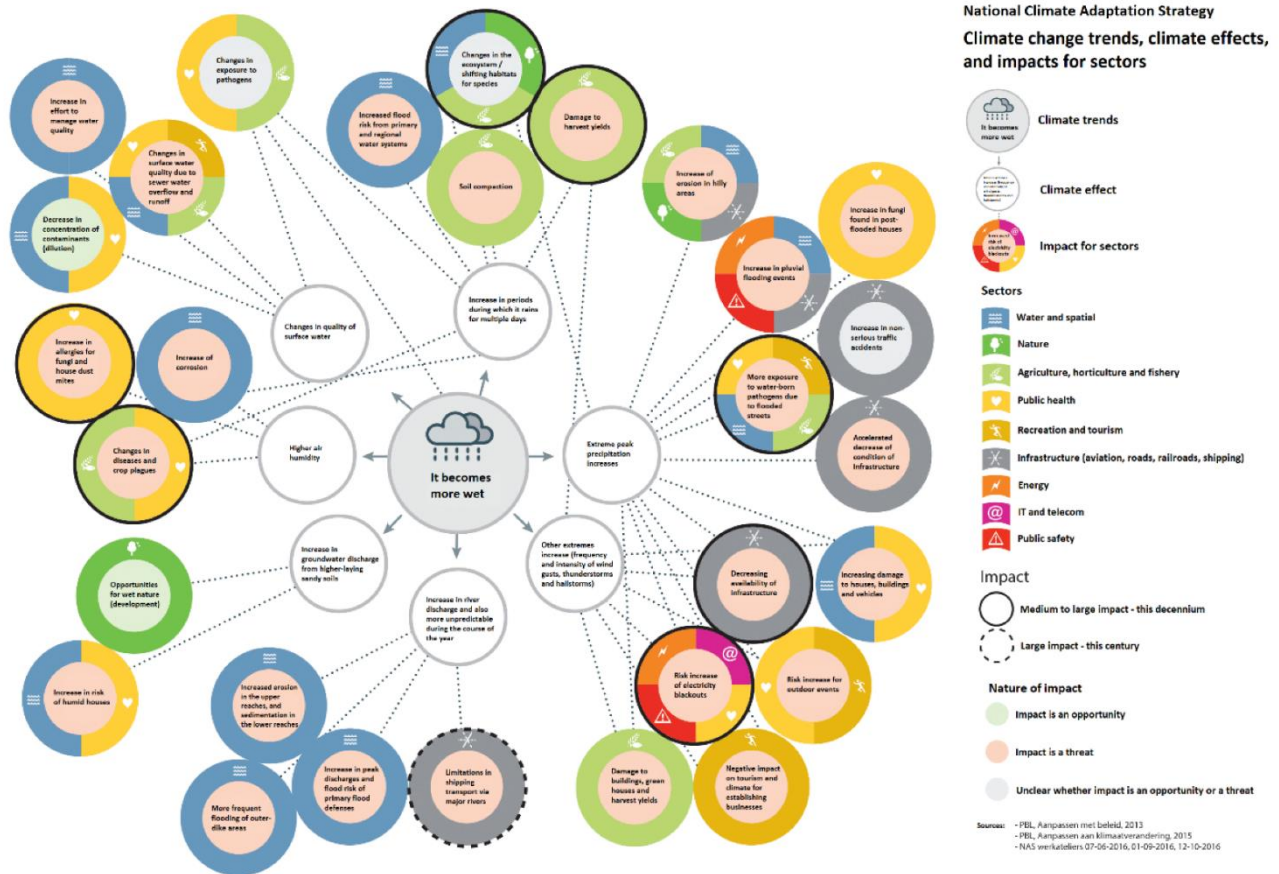 National Climate Adaptation Strategy
Climate change trends, climate effects,
and impacts for sectors
It becomes
more wet
Climate trends
Climate effect
Increase of
risk of
electricity
blackouts
Impact for sectors
Sectors
Water and spatial
Nature
Agriculture, horticulture and fishery
Public health
Recreation and tourism
Infrastructure (aviation, roads, railroads, shipping)
Energy
@
IT and telecom
Public safety
Impact
Medium to large impact - this decennium
Large impact - this century
Nature of impact
Impact is an opportunity
Impact is a threat
Unclear whether impact is an opportunity or a threat
Sources:
- PBL, Aanpassen met beleid, 2013
- PBL, Aanpassen aan klimaatverandering, 2015
- NAS werkateliers 07-06-2016, 01-09-2016, 12-10-2016
Changes in
exposure to
pathogens
Increase in
effort to
manage water
quality
Changes in
surface water
quality due to
sewer water
overflow and
runoff
Decrease in
concentration of
contaminants
(dilution)
Increased flood
risk from primary
and regional
water systems
Changes in the
ecosystem /
shifting habitats
for species
Damage to
harvest yields
Soil compaction
Increase of
erosion in hilly
areas
Increase in fungi
found in post-
flooded houses
Increase in pluvial
flooding events
Increase in non-
serious traffic
accidents
More exposure
to water-born
pathogens due
to flooded
streets
Accelerated
decrease of
condition of
Infrastructure
Changes in quality of
surface water
Increase in periods
during which it rains
for multiple days
Increase in
allergies for
fungi and
house dust
mites
Increase of
corrosion
Changes in
diseases and
crop plagues
Higher air
humidity
It becomes
more wet
Extreme peak
precipitation
increases
Increase in
groundwater discharge
from higher-laying
sandy soils
Increase in river
discharge and also
more unpredictable
during the course of
the year
Other extremes
increase (frequency
and intensity of wind
gusts, thunderstorms
and hailstorms)
Opportunities
for wet nature
(development)
Increase in risk
of humid houses
Decreasing
availability of
Infrastructure
Increasing damage
to houses, buildings
and vehicles
@
Risk increase
of electricity
blackouts
Risk increase for
outdoor events
Increased erosion
in the upper
reaches, and
sedimentation in
the lower reaches
More frequent
flooding of outer-
dike areas
Increase in peak
discharges and
flood risk of
primary flood
defenses
Limitations in
shipping
transport via
major rivers
Damage to
buildings, green
houses and
harvest yields
Negative impact
on tourism and
climate for
establishing
businesses